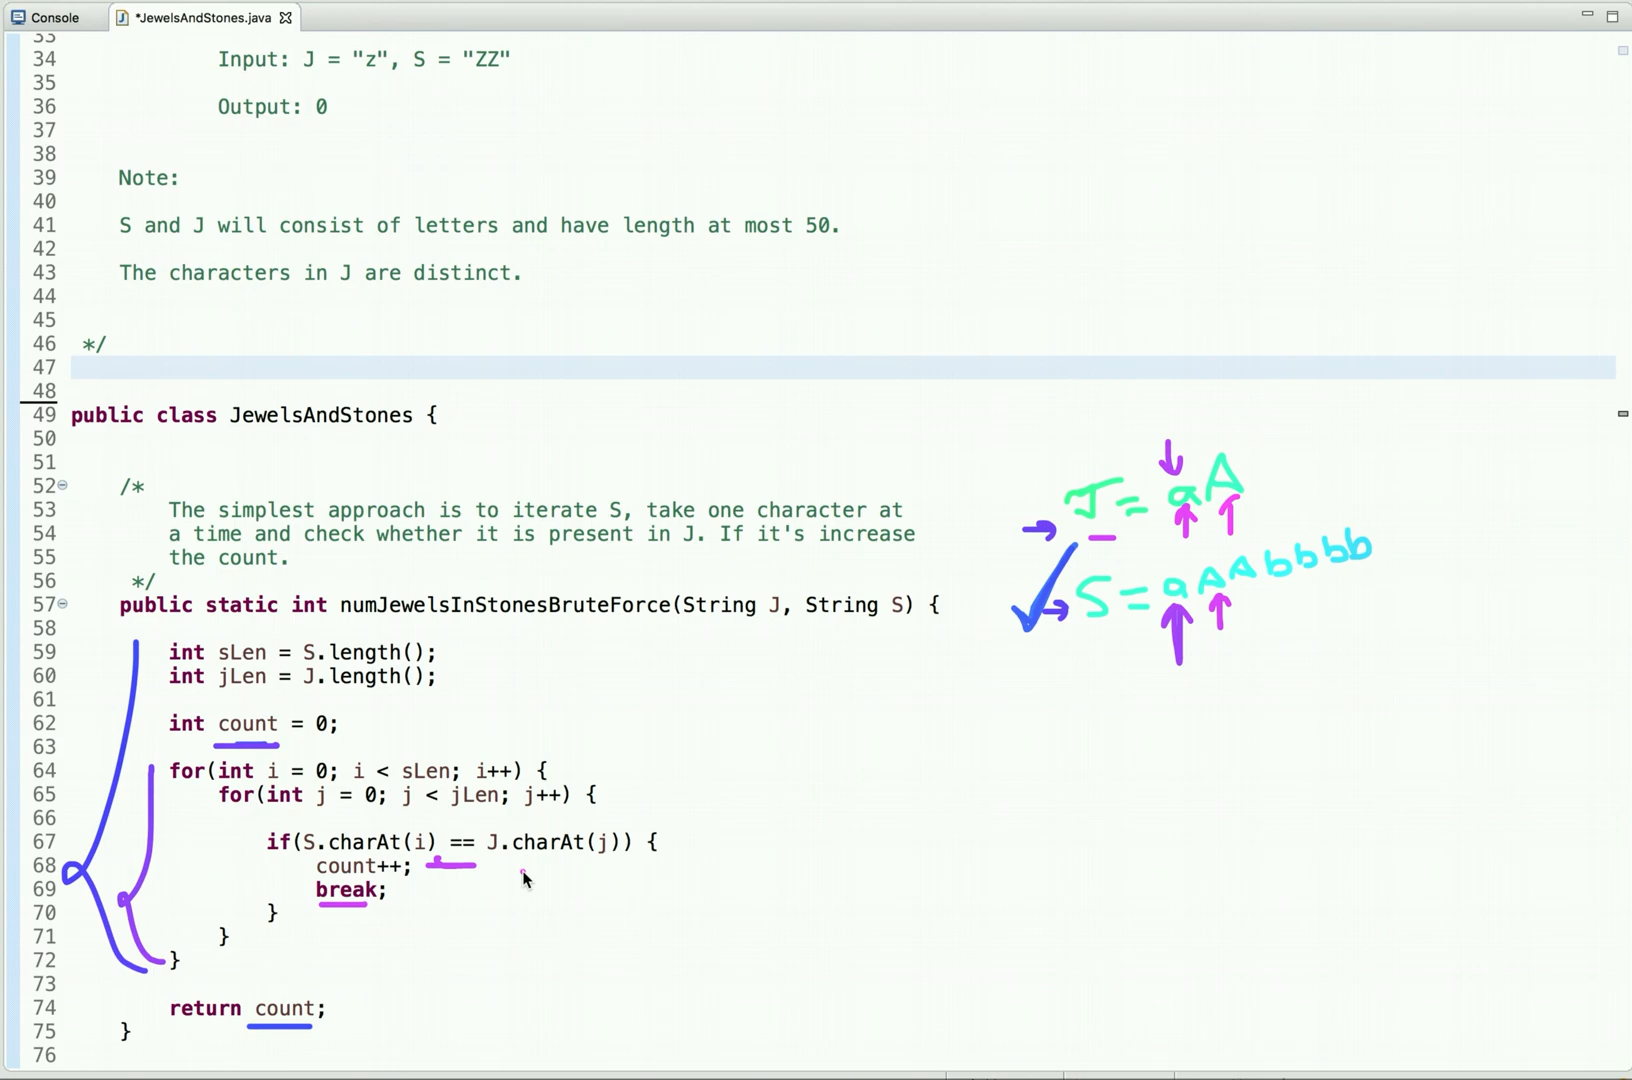 Console *JewelsAndStones.java
33
34 Input: J = "z", S = "ZZ"
35
36 Output: 0
37
38
39 Note:
40
41 S and J will consist of letters and have length at most 50.
42
43 The characters in J are distinct.
44
45
46 */
47
48
49 public class JewelsAndStones {
50
51
52 /*
53 The simplest approach is to iterate S, take one character at
54 a time and check whether it is present in J. If it's increase
55 the count.
56 */
57 public static int numJewelsInStonesBruteForce(String J, String S) {
58
59 int sLen = S.length();
60 int jLen = J.length();
61
62 int count = 0;
63
64 for(int i = 0; i < sLen; i++) {
65 for(int j = 0; j < jLen; j++) {
66
67 if(S.charAt(i) == J.charAt(j)) {
68 count++;
69 break;
70 }
71 }
72 }
73
74 return count;
75 }
76
J = aA
S = aAAbbbb